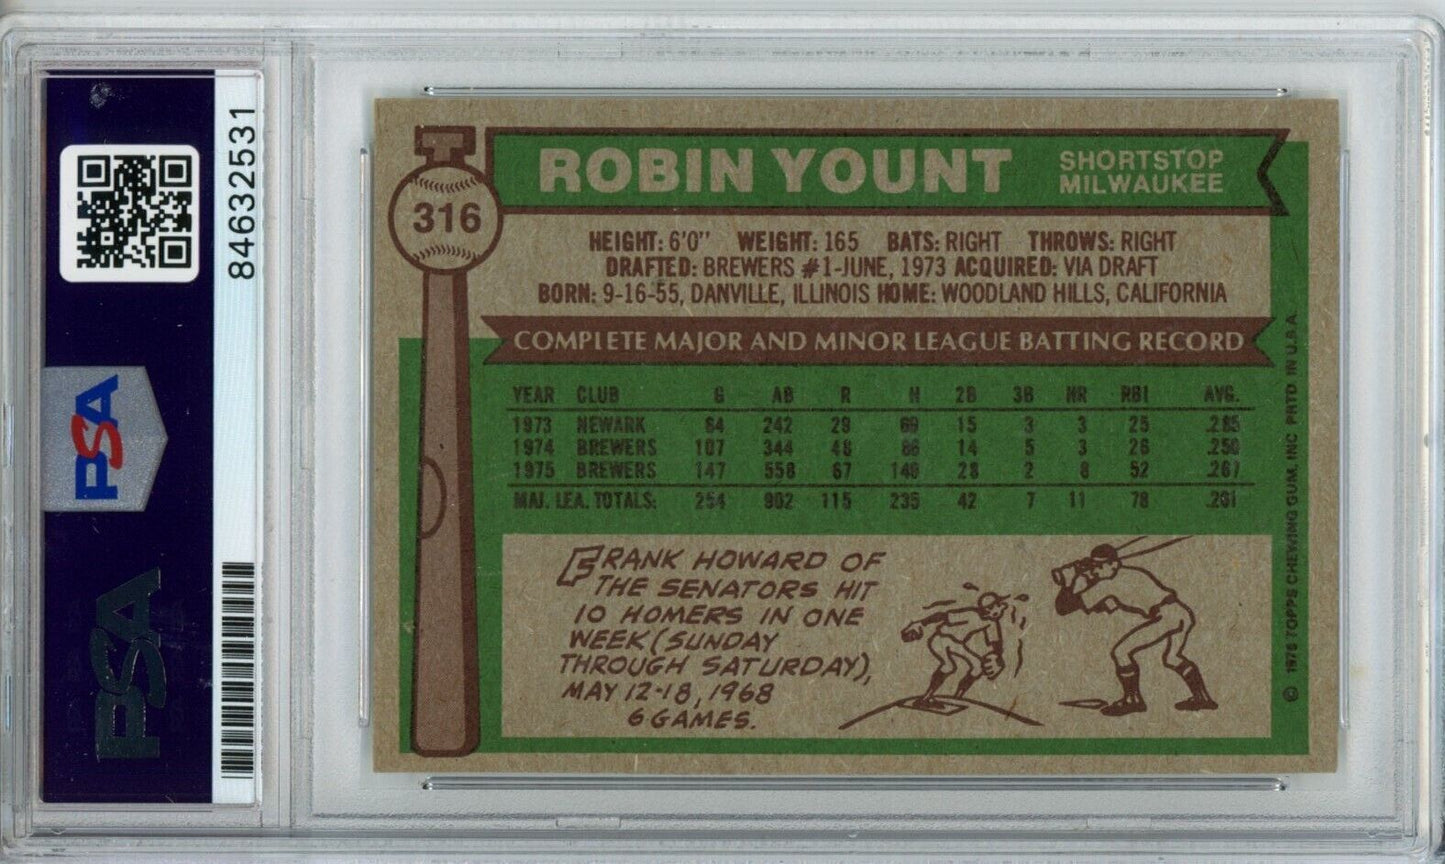 PSA
84632531
PSA
316
ROBIN YOUNT
SHORTSTOP
MILWAUKEE
HEIGHT: 6'0" WEIGHT: 165 BATS: RIGHT THROWS: RIGHT
DRAFTED: BREWERS #1-JUNE, 1973 ACQUIRED: VIA DRAFT
BORN: 9-16-55, DANVILLE, ILLINOIS HOME: WOODLAND HILLS, CALIFORNIA
COMPLETE MAJOR AND MINOR LEAGUE BATTING RECORD
YEAR CLUB G AB R H 2B 3B HR RBI AVG.
1973 NEWARK 64 242 29 69 15 3 3 25 .285
1974 BREWERS 107 344 48 86 14 5 3 26 .250
1975 BREWERS 147 558 67 149 28 2 8 52 .267
MAJ. LEA. TOTALS: 254 902 115 235 42 7 11 78 .261
FRANK HOWARD OF
THE SENATORS HIT
10 HOMERS IN ONE
WEEK (SUNDAY
THROUGH SATURDAY),
MAY 12-18, 1968
6 GAMES.
© 1976 TOPPS CHEWING GUM, INC PRTD IN U.S.A.